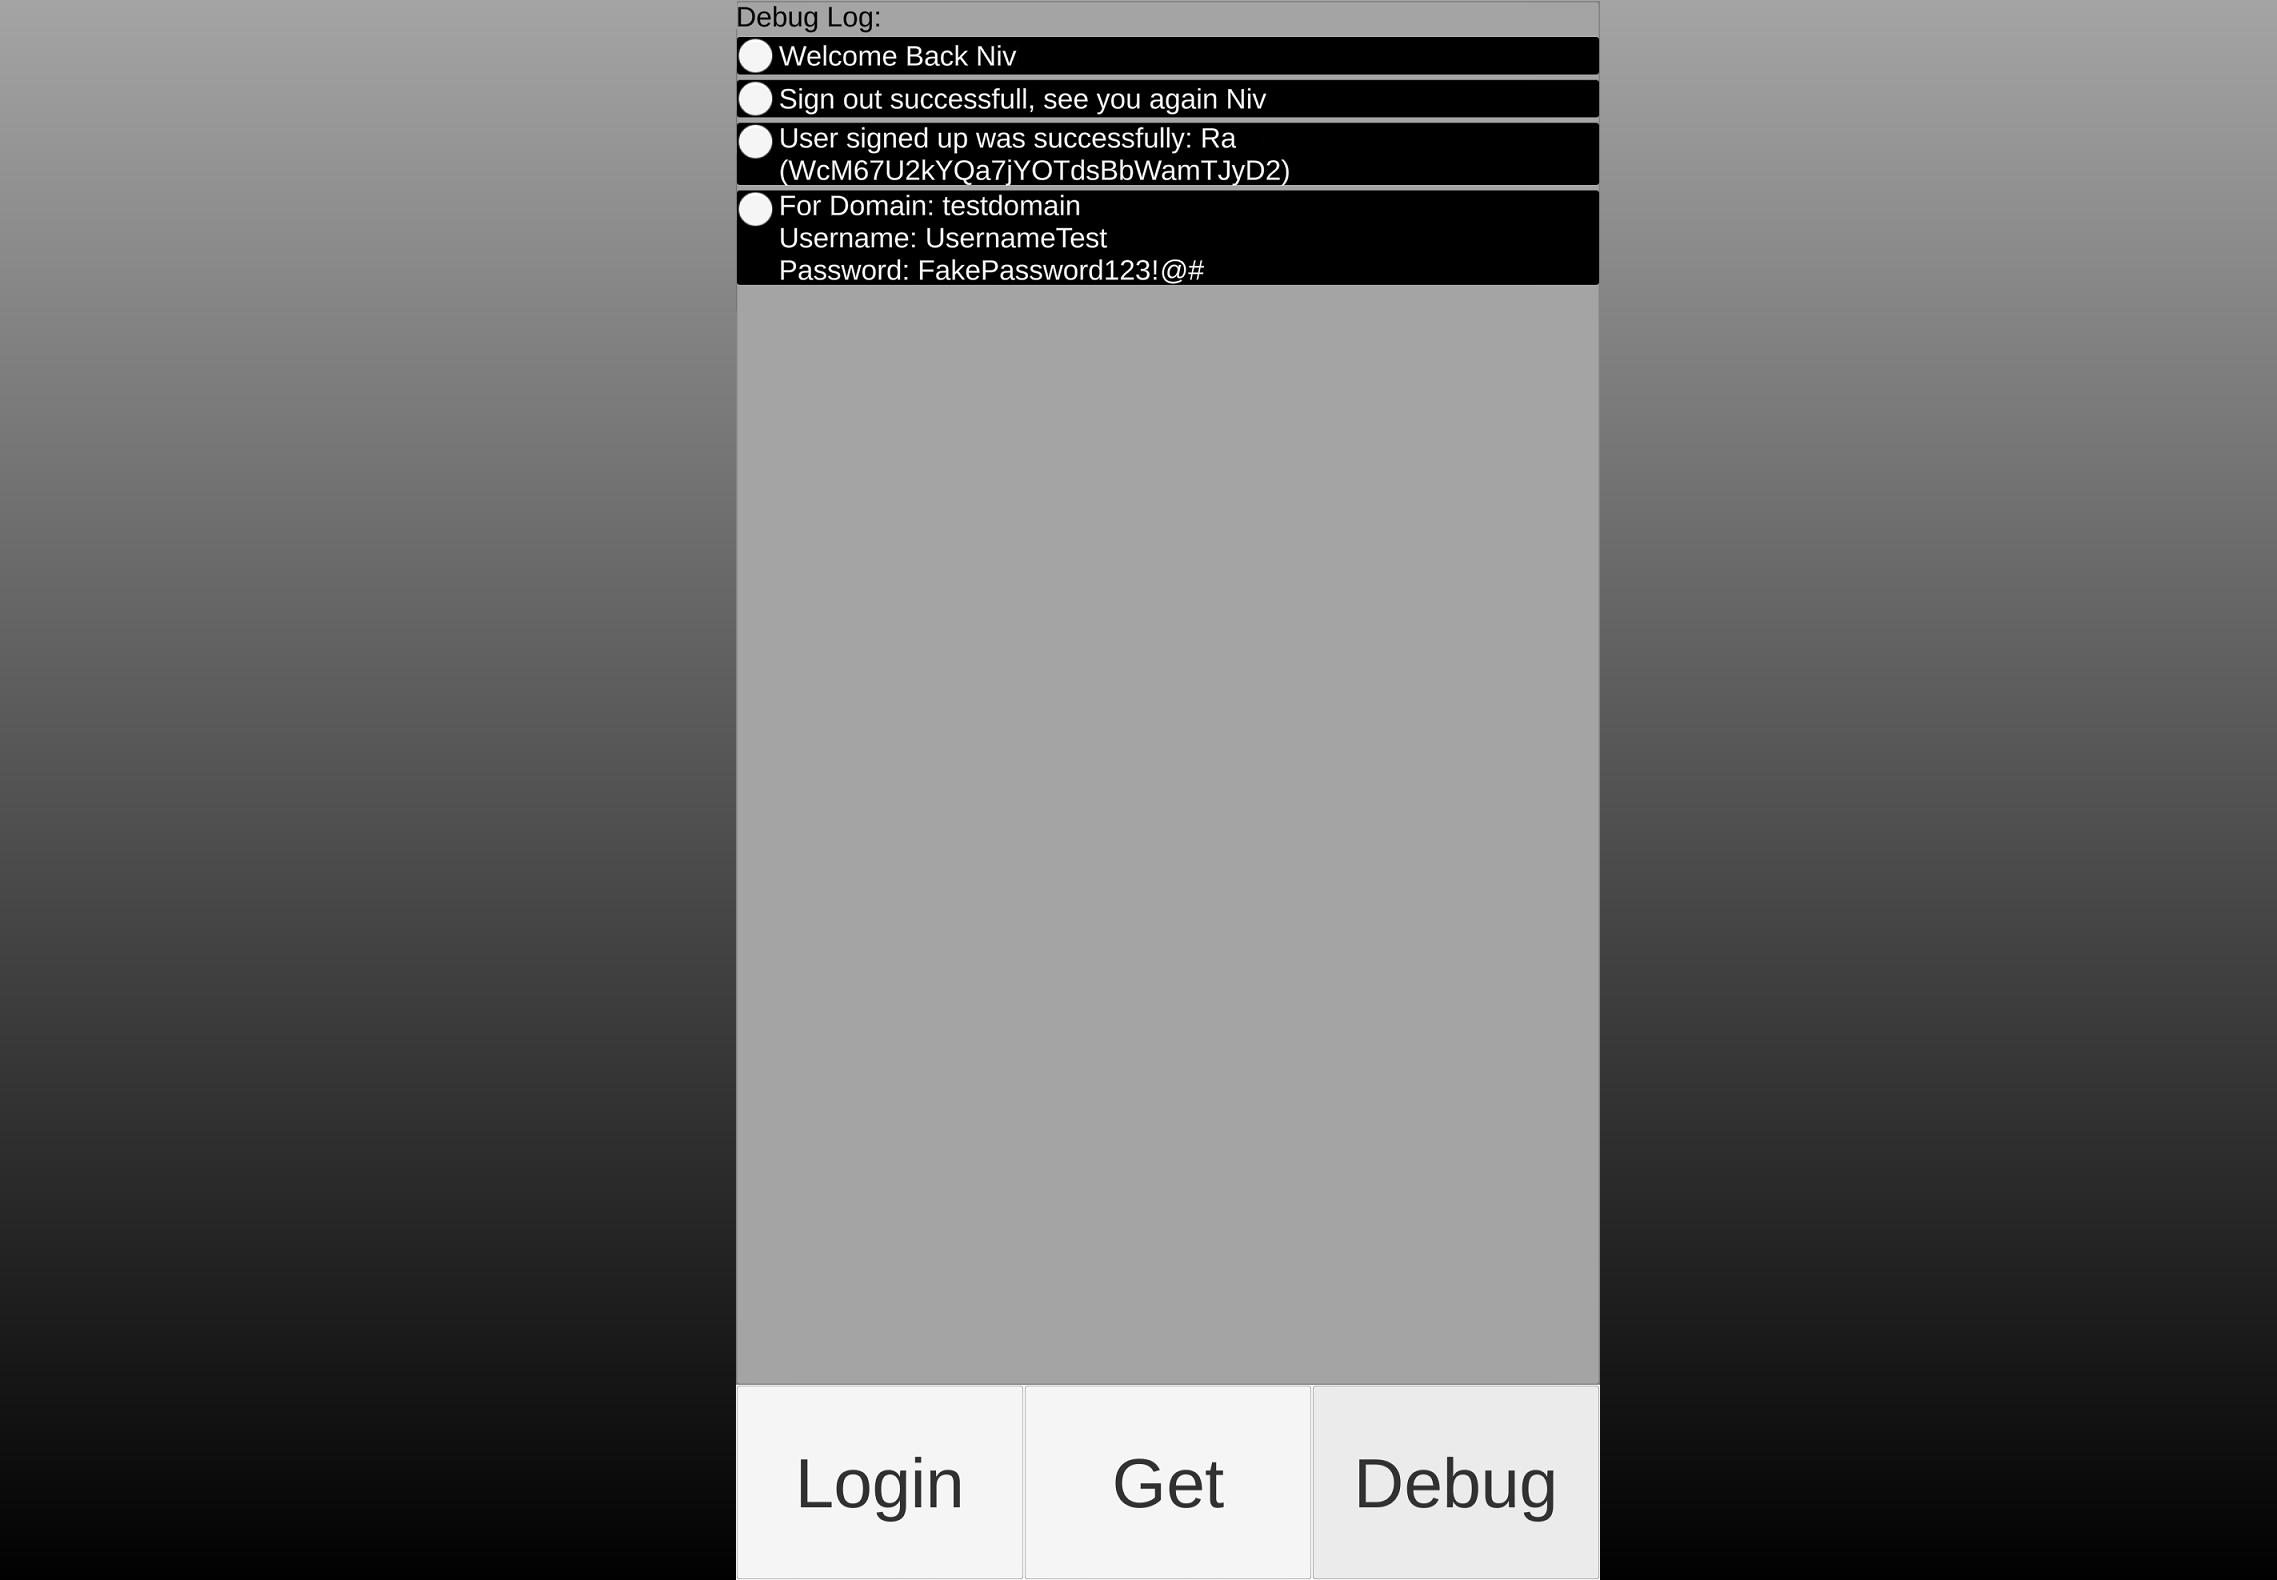 Debug Log:
Welcome Back Niv
Sign out successfull, see you again Niv
User signed up was successfully: Ra
(WcM67U2kYQa7jYOTdsBbWamTJyD2)
For Domain: testdomain
Username: UsernameTest
Password: FakePassword123!@#
Login
Get
Debug